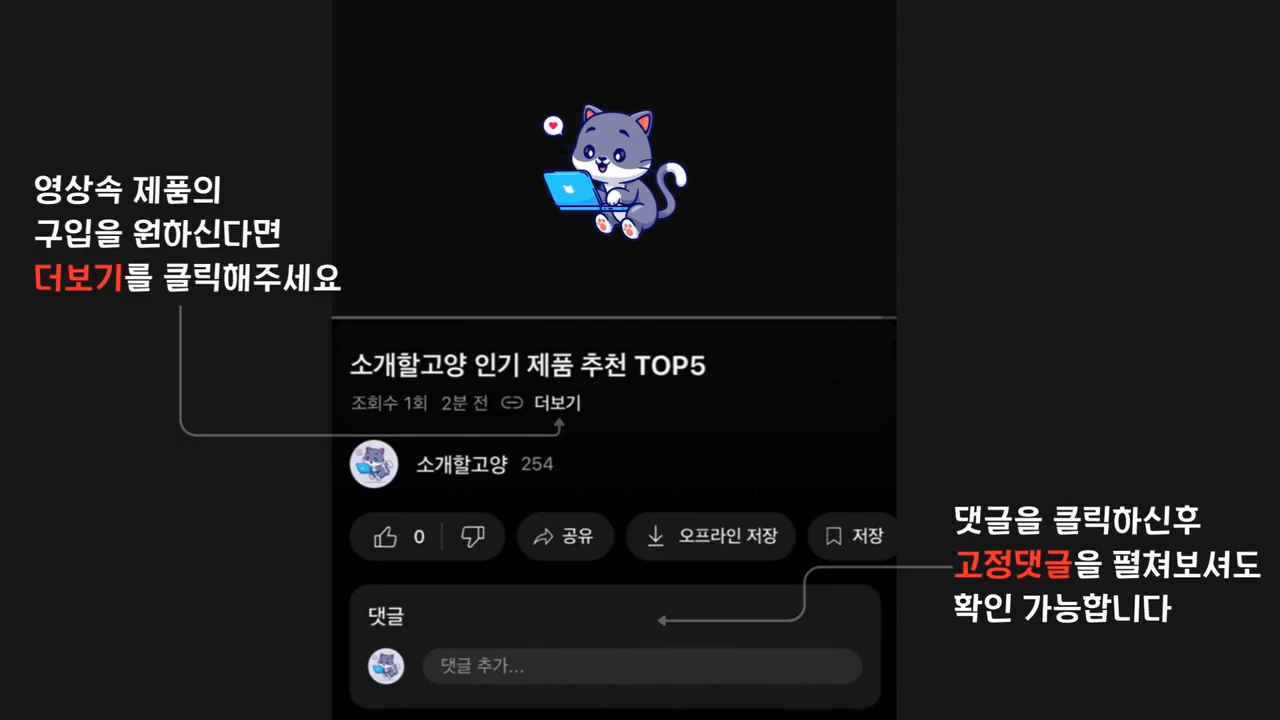 영상속 제품의
구입을 원하신다면
더보기를 클릭해주세요
소개할고양 인기 제품 추천 TOP5
조회수 1회 2분 전 더보기
소개할고양 254
0 공유 오프라인 저장 저장
댓글을 클릭하신후
고정댓글을 펼쳐보셔도
확인 가능합니다
댓글
댓글 추가...